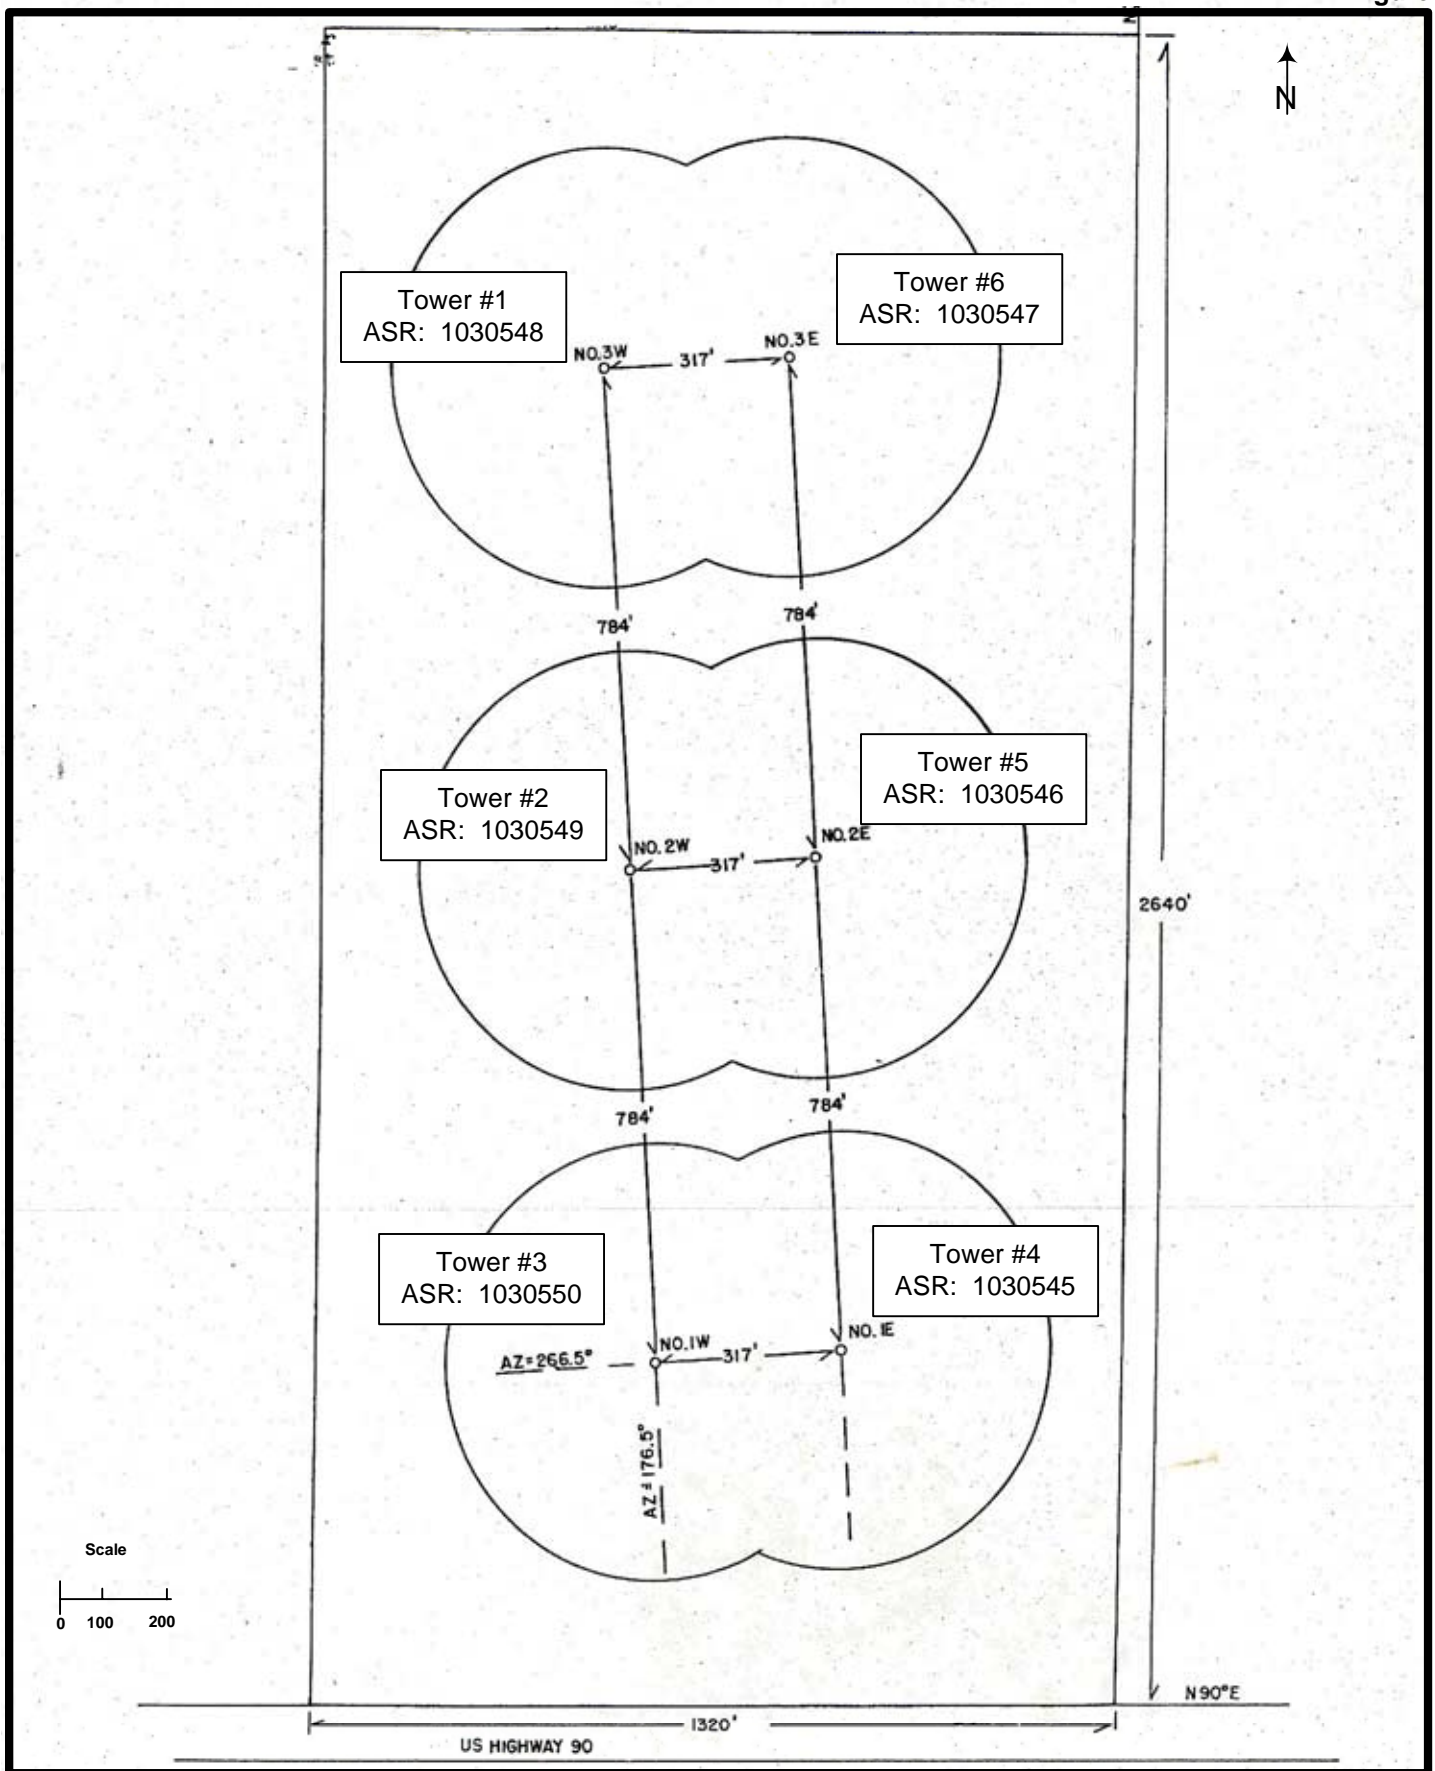 N
Tower #1
ASR: 1030548
Tower #6
ASR: 1030547
NO.3W
317'
NO.3E
784'
784'
Tower #2
ASR: 1030549
Tower #5
ASR: 1030546
NO.2W
317'
NO.2E
2640'
784'
784'
Tower #3
ASR: 1030550
Tower #4
ASR: 1030545
AZ=266.5°
NO.1W
317'
NO.1E
AZ=176.5°
Scale
0 100 200
N90°E
1320'
US HIGHWAY 90